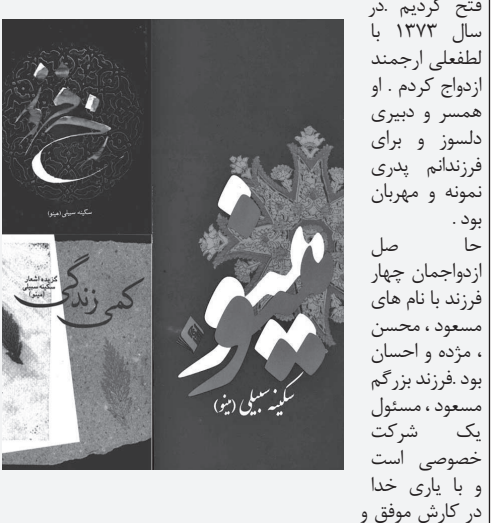 فتح کردیم .در
سال ۱۳۷۳ با
لطفعلی ارجمند
ازدواج کردم . او
همسر و دبیری
دلسوز و برای
فرزندانم پدری
نمونه و مهربان
بود .
حا صل
ازدواجمان چهار
فرزند با نام های
مسعود ، محسن
، مژده و احسان
بود .فرزند بزرگم
مسعود ، مسئول
یک شرکت
خصوصی است
و با یاری خدا
در کارش موفق و
سکینه سبیلی (مینو)
گزیده اشعار
سکینه سبیلی
(مینو)
کمی زندگی
مینو
سکینه سبیلی (مینو)